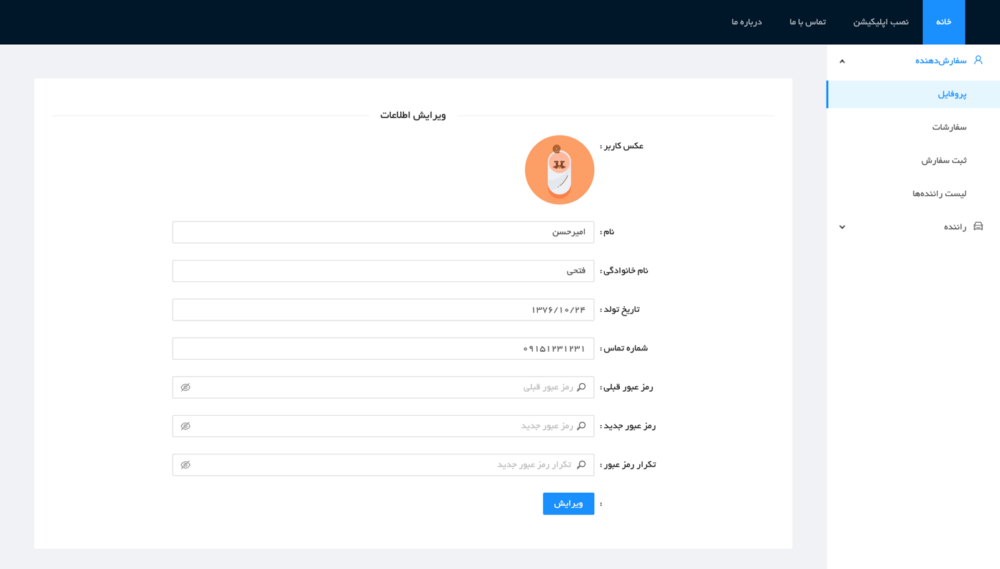 خانه
نصب اپلیکیشن
تماس با ما
درباره ما
سفارش‌دهنده
پروفایل
سفارشات
ثبت سفارش
لیست راننده‌ها
راننده
ویرایش اطلاعات
عکس کاربر :
نام : امیرحسن
نام خانوادگی : فتحی
تاریخ تولد : ۱۳۷۶/۱۰/۲۴
شماره تماس : ۰۹۱۵۱۲۳۱۲۳۱
رمز عبور قبلی : رمز عبور قبلی
رمز عبور جدید : رمز عبور جدید
تکرار رمز عبور : تکرار رمز عبور جدید
: ویرایش